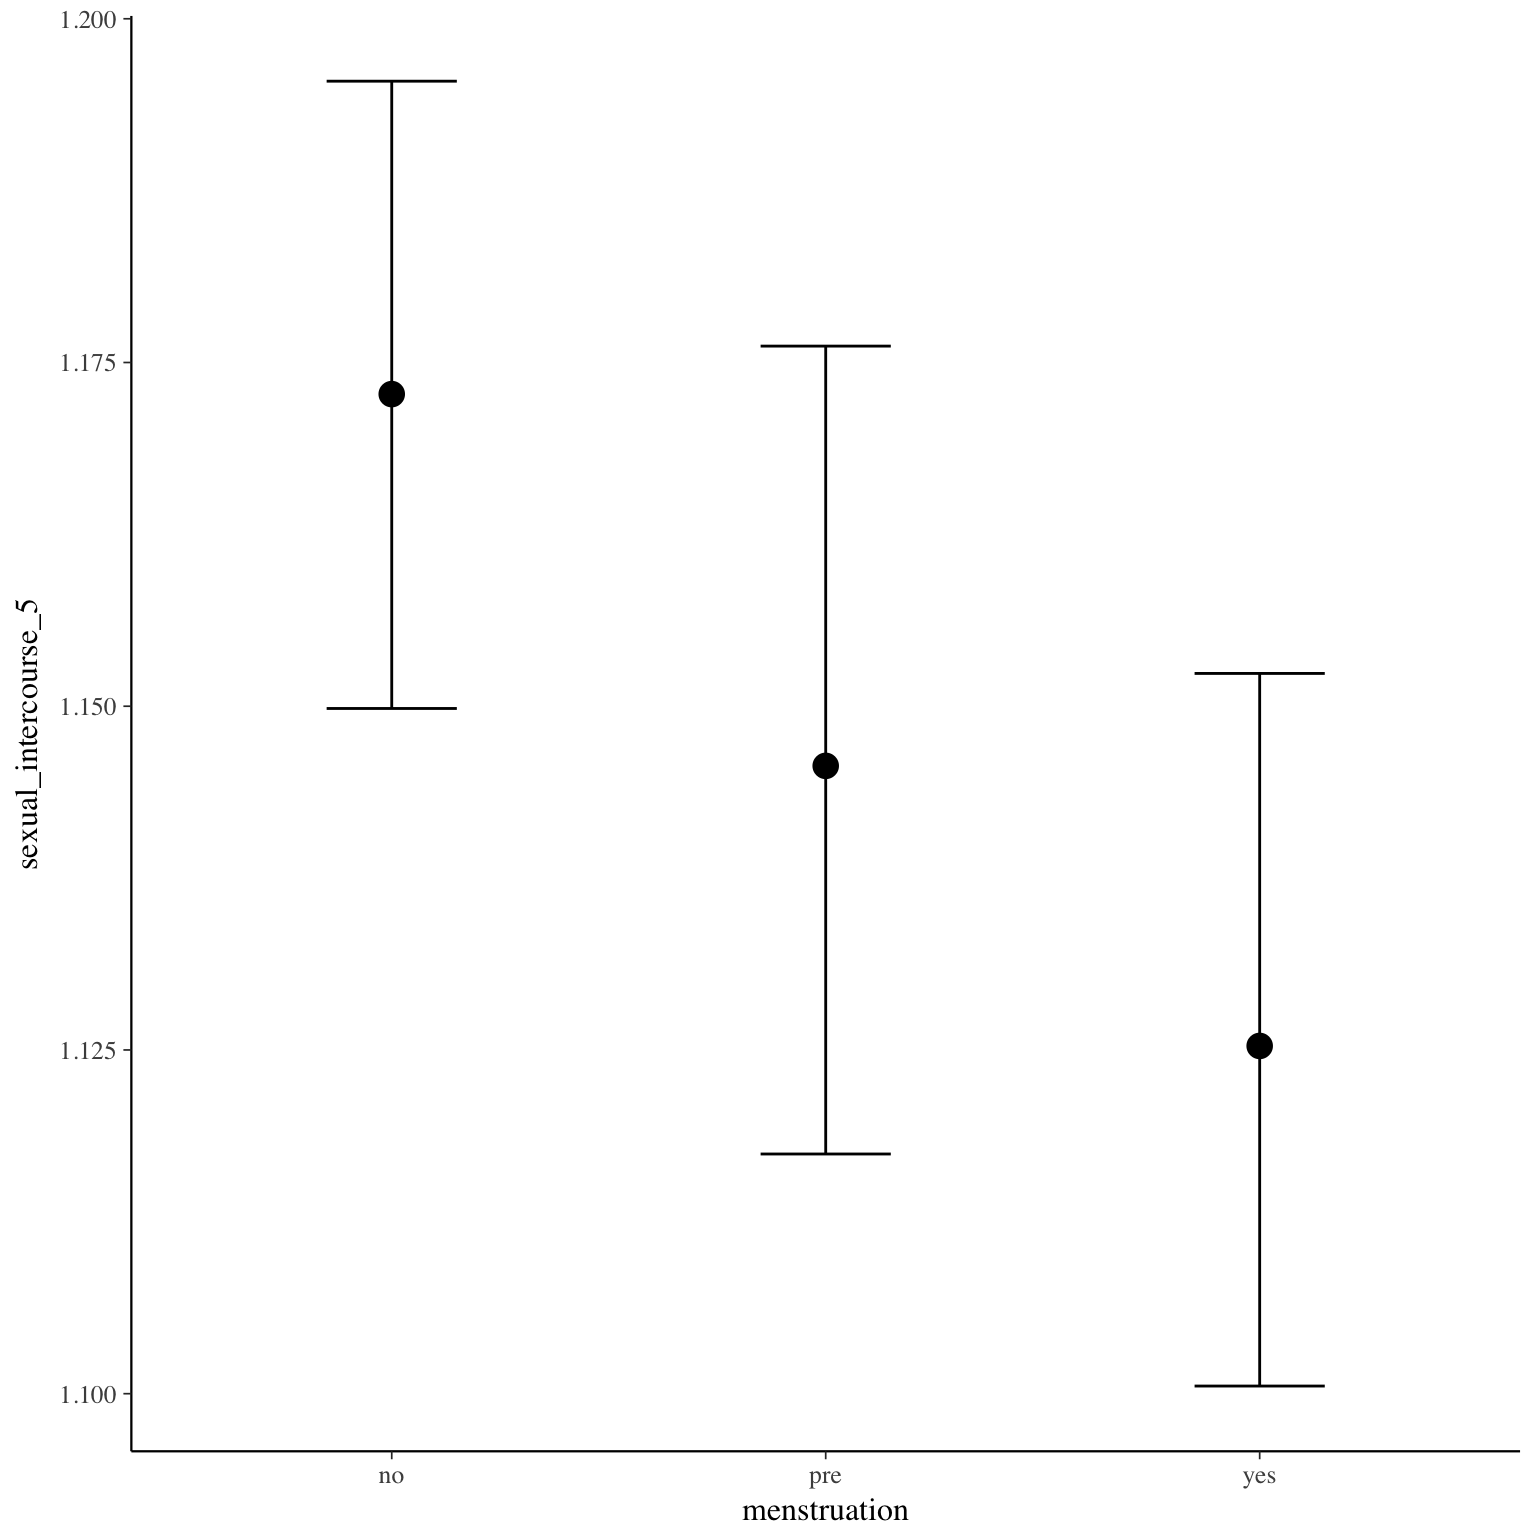 1.200
1.175
1.150
1.125
1.100
sexual_intercourse_5
no
pre
yes
menstruation